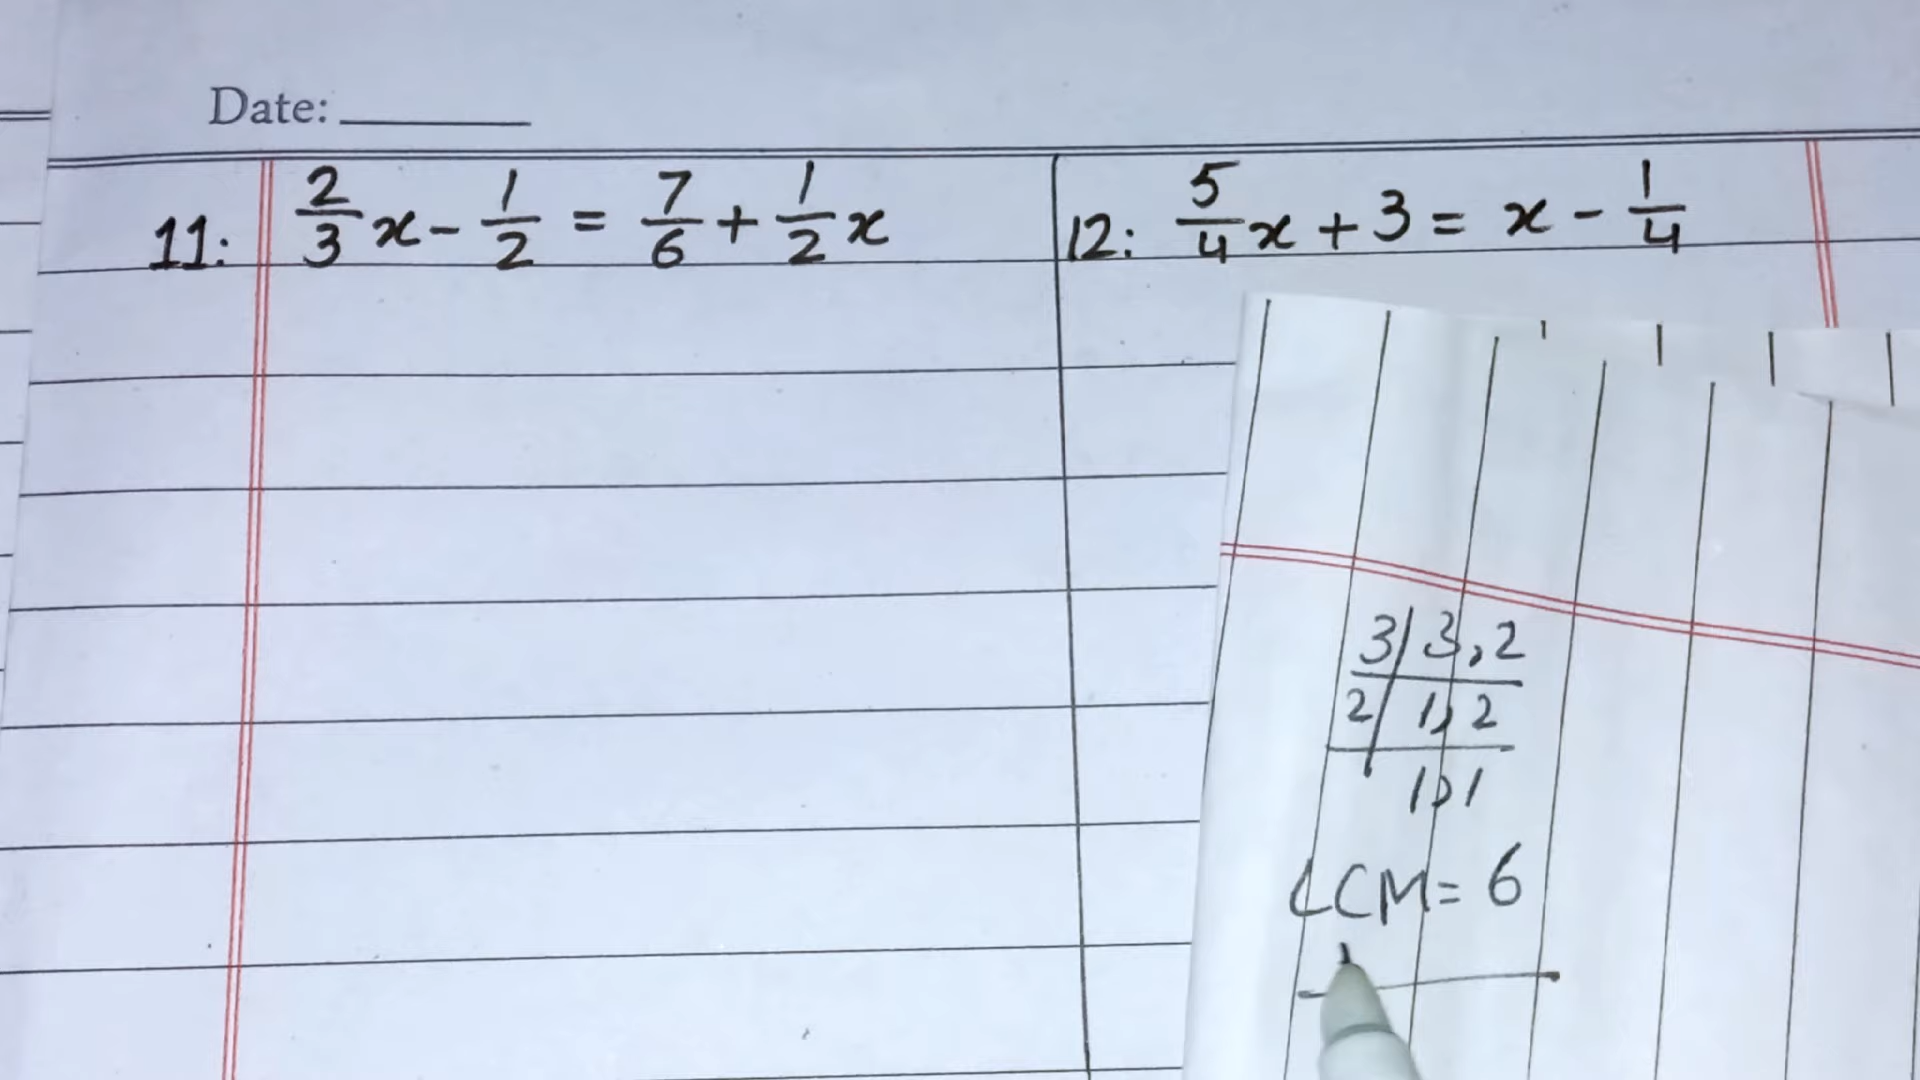 Date: ________
11: 2/3 x - 1/2 = 7/6 + 1/2 x
12: 5/4 x + 3 = x - 1/4
3 | 3, 2
2 | 1, 2
1, 1
LCM = 6